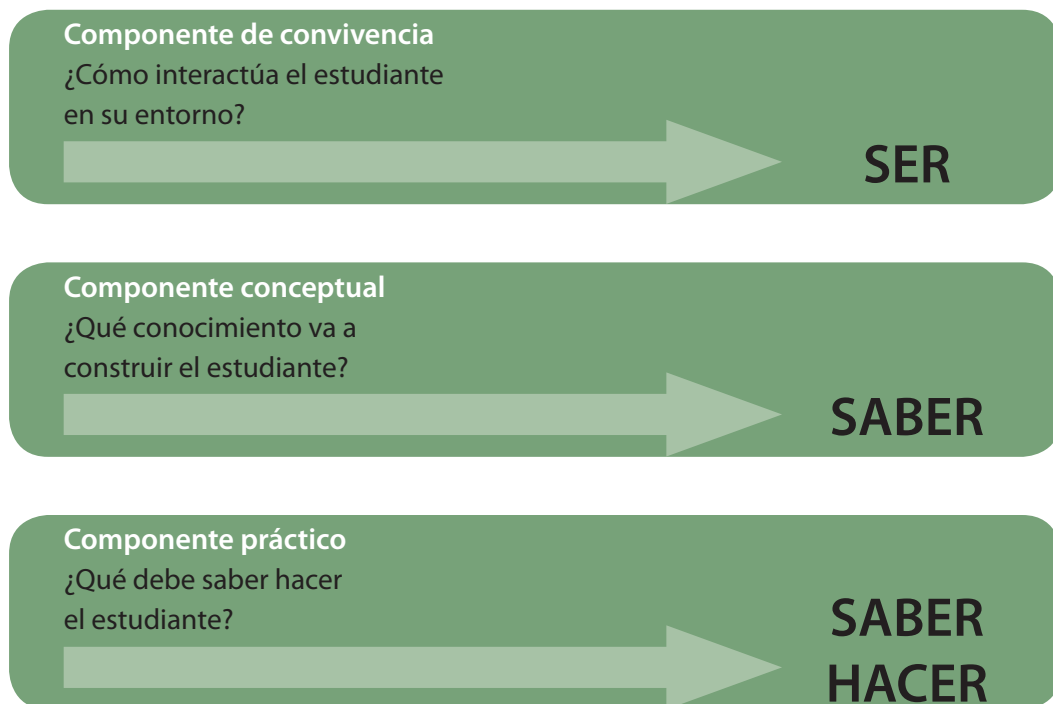 Componente de convivencia
¿Cómo interactúa el estudiante
en su entorno?
SER
Componente conceptual
¿Qué conocimiento va a
construir el estudiante?
SABER
Componente práctico
¿Qué debe saber hacer
el estudiante?
SABER
HACER